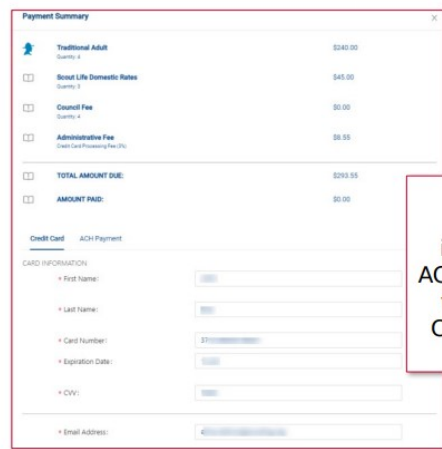 Payment Summary
Traditional Adult $240.00
Quantity: 4
Scout Life Domestic Rates $45.00
Quantity: 3
Council Fee $0.00
Quantity: 4
Administrative Fee $8.55
Credit Card Processing Fee (3%)
TOTAL AMOUNT DUE: $293.55
AMOUNT PAID: $0.00
Credit Card ACH Payment
CARD INFORMATION
* First Name:
* Last Name:
* Card Number: 37
* Expiration Date:
* CVV:
* Email Address: